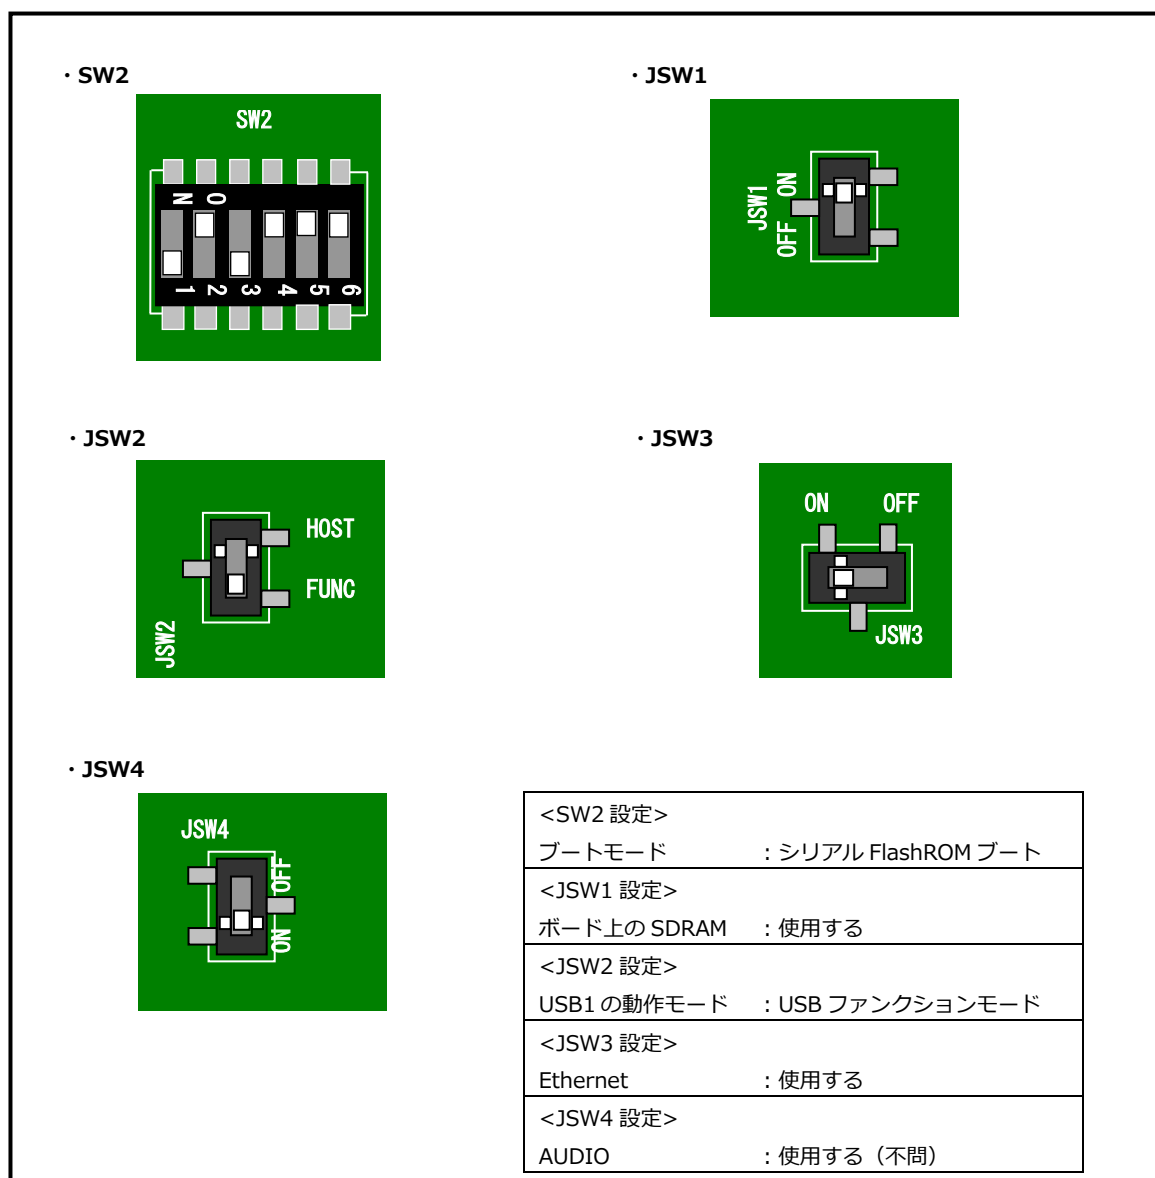 ・SW2
SW2
N O
1 2 3 4 5 6
・JSW1
JSW1
OFF ON
・JSW2
HOST
FUNC
JSW2
・JSW3
ON OFF
JSW3
・JSW4
JSW4
ON OFF
<SW2 設定>
ブートモード ：シリアル FlashROM ブート
<JSW1 設定>
ボード上の SDRAM ：使用する
<JSW2 設定>
USB1 の動作モード ：USB ファンクションモード
<JSW3 設定>
Ethernet ：使用する
<JSW4 設定>
AUDIO ：使用する（不問）